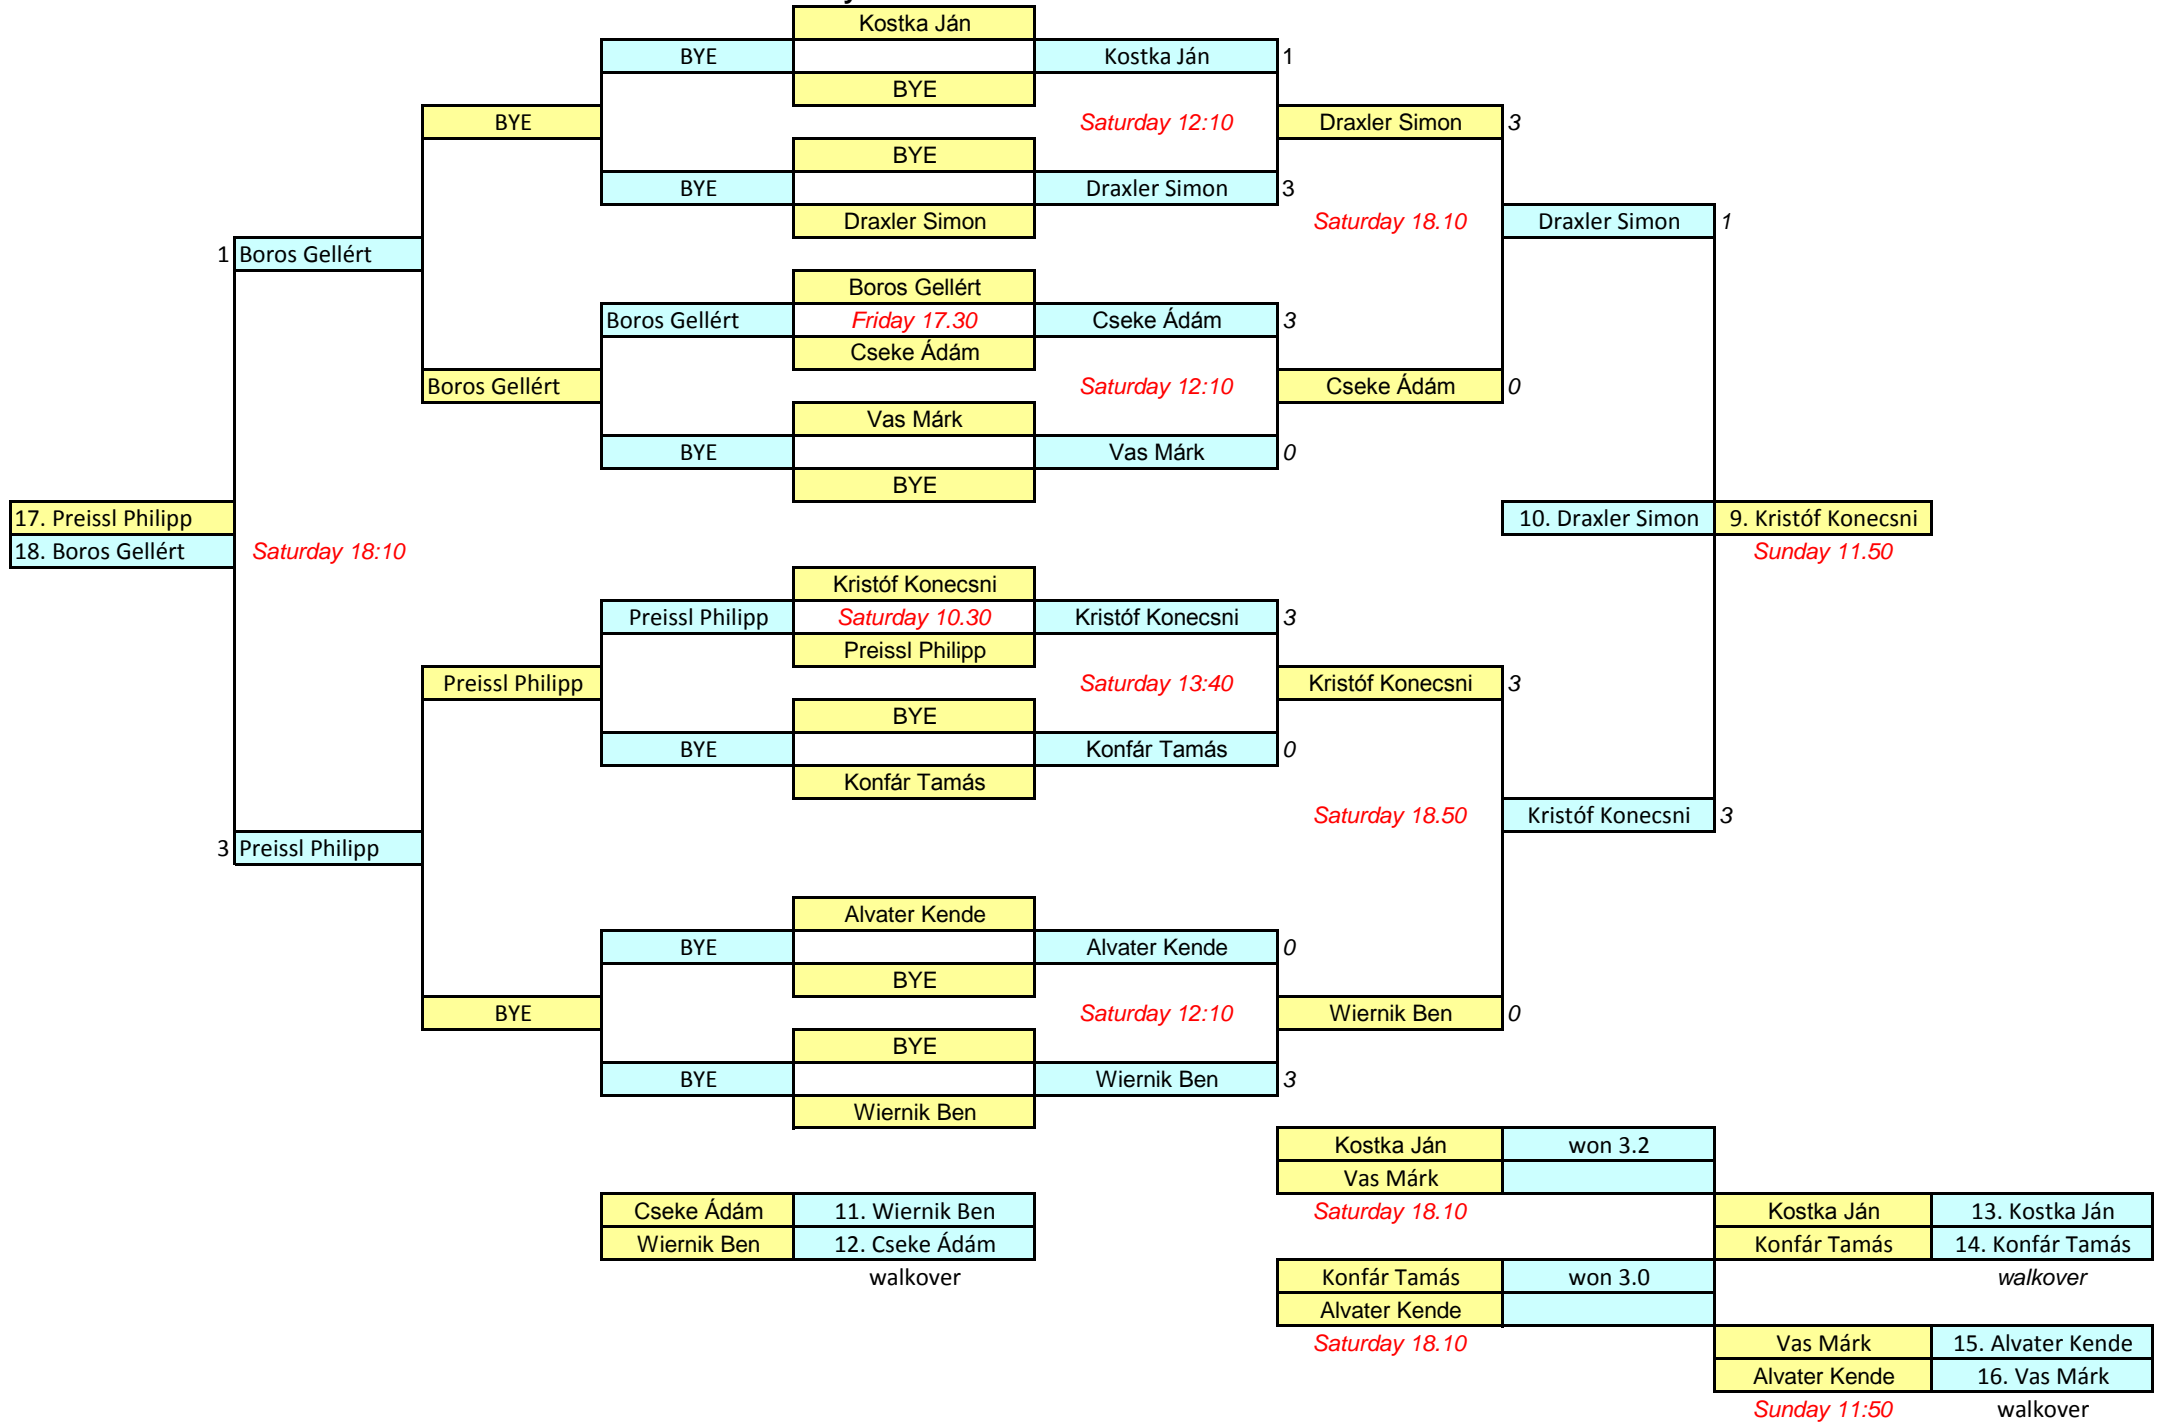 Kostka Ján
BYE Kostka Ján 1
BYE
BYE Saturday 12:10 Draxler Simon 3
BYE
BYE Draxler Simon 3
Draxler Simon Saturday 18.10 Draxler Simon 1
1 Boros Gellért
Boros Gellért
Boros Gellért Friday 17.30 Cseke Ádám 3
Cseke Ádám
Boros Gellért Saturday 12:10 Cseke Ádám 0
Vas Márk
BYE Vas Márk 0
BYE
17. Preissl Philipp 10. Draxler Simon 9. Kristóf Konecsni
18. Boros Gellért Saturday 18:10 Sunday 11.50
Kristóf Konecsni
Preissl Philipp Saturday 10.30 Kristóf Konecsni 3
Preissl Philipp
Preissl Philipp Saturday 13:40 Kristóf Konecsni 3
BYE
BYE Konfár Tamás 0
Konfár Tamás
Saturday 18.50 Kristóf Konecsni 3
3 Preissl Philipp
Alvater Kende
BYE Alvater Kende 0
BYE
BYE Saturday 12:10 Wiernik Ben 0
BYE
BYE Wiernik Ben 3
Wiernik Ben
Kostka Ján won 3.2
Vas Márk
Cseke Ádám 11. Wiernik Ben Saturday 18.10 Kostka Ján 13. Kostka Ján
Wiernik Ben 12. Cseke Ádám Konfár Tamás 14. Konfár Tamás
walkover Konfár Tamás won 3.0 walkover
Alvater Kende
Saturday 18.10 Vas Márk 15. Alvater Kende
Alvater Kende 16. Vas Márk
Sunday 11:50 walkover